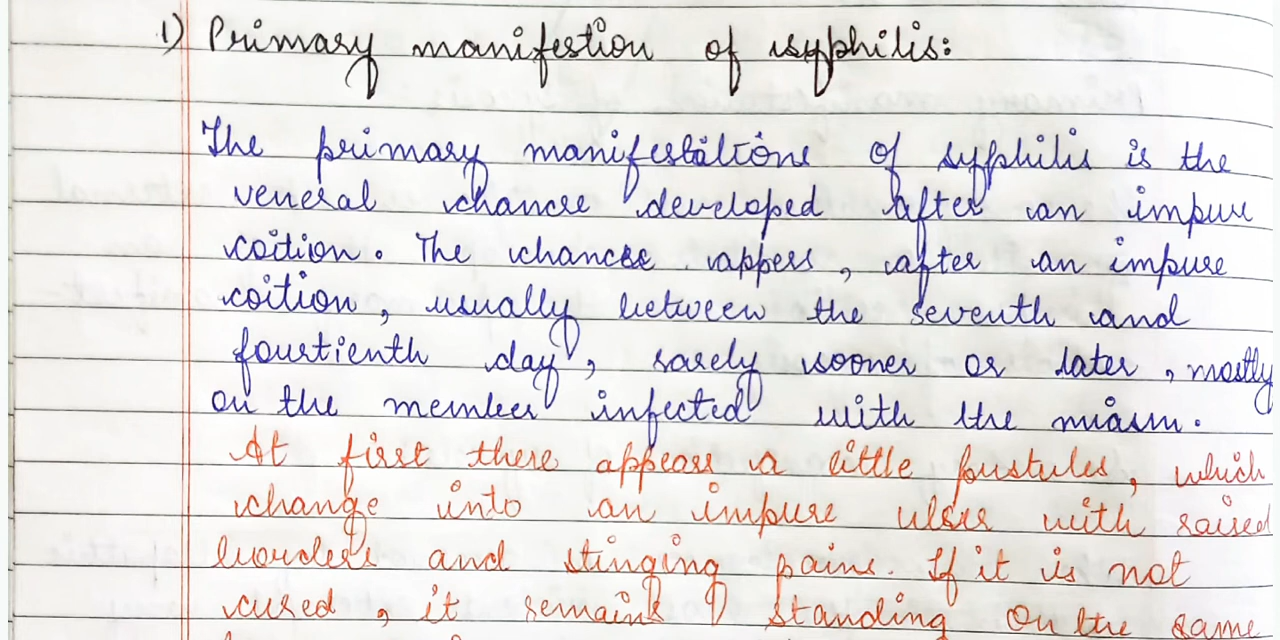 1) Primary manifestion of syphilis:
The primary manifestations of syphilis is the
veneral chancre developed after an impure
coition. The chancre appers, after an impure
coition, usually between the seventh and
fourtienth day, rarely sooner or later, mostly
on the member infected with the miasm.
At first there appears a little pustules, which
change into an impure ulser with raised
borders and stinging pains. If it is not
cured, it remains standing on the same